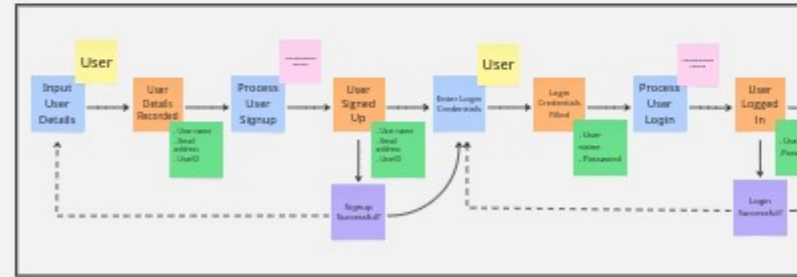 User
Input
User
Details
User
Details
Recorded
- User name
- Email
address
- UserID
Process
User
Signup
User
Signed
Up
- User name
- Email
address
- UserID
Signup
Successful?
User
Enter Login
Credentials
Login
Credentials
Filled
- User
name
- Password
Process
User
Login
User
Logged
In
Login
Successful?